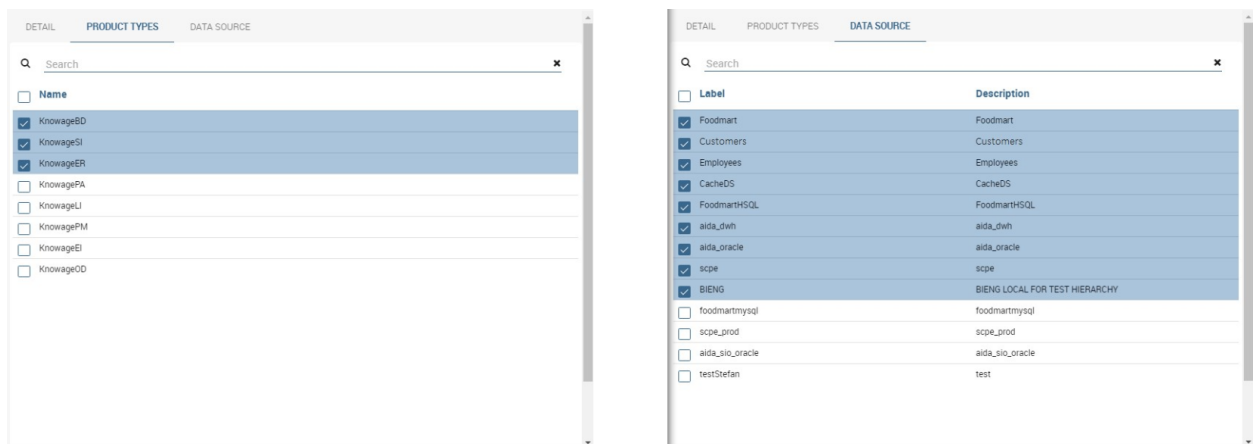 DETAIL PRODUCT TYPES DATA SOURCE
Search
Name
KnowageBD
KnowageSI
KnowageER
KnowagePA
KnowageLI
KnowagePM
KnowageEI
KnowageOD
DETAIL PRODUCT TYPES DATA SOURCE
Search
Label Description
Foodmart Foodmart
Customers Customers
Employees Employees
CacheDS CacheDS
FoodmartHSQL FoodmartHSQL
aida_dwh aida_dwh
aida_oracle aida_oracle
scpe scpe
BIENG BIENG LOCAL FOR TEST HIERARCHY
foodmartmysql foodmartmysql
scpe_prod scpe_prod
aida_sio_oracle aida_sio_oracle
testStefan test